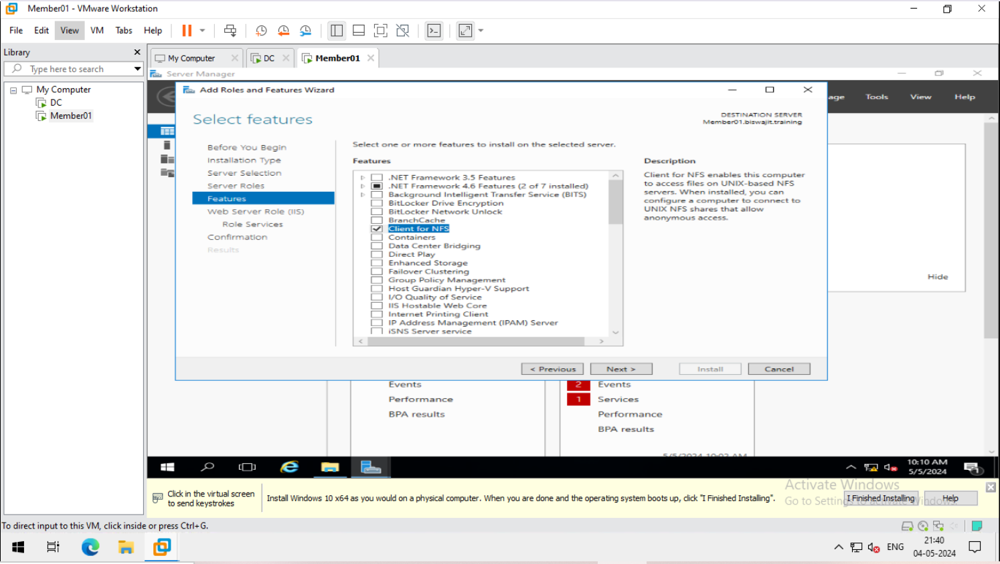 Member01 - VMware Workstation
File Edit View VM Tabs Help
Library
Type here to search
My Computer
DC
Member01
My Computer
DC
Member01
Server Manager
age Tools View Help
Add Roles and Features Wizard
Select features
DESTINATION SERVER
Member01.biswajit.training
Before You Begin
Installation Type
Server Selection
Server Roles
Features
Web Server Role (IIS)
Role Services
Confirmation
Results
Select one or more features to install on the selected server.
Features
.NET Framework 3.5 Features
.NET Framework 4.6 Features (2 of 7 installed)
Background Intelligent Transfer Service (BITS)
BitLocker Drive Encryption
BitLocker Network Unlock
BranchCache
Client for NFS
Containers
Data Center Bridging
Direct Play
Enhanced Storage
Failover Clustering
Group Policy Management
Host Guardian Hyper-V Support
I/O Quality of Service
IIS Hostable Web Core
Internet Printing Client
IP Address Management (IPAM) Server
iSNS Server service
Description
Client for NFS enables this computer
to access files on UNIX-based NFS
servers. When installed, you can
configure a computer to connect to
UNIX NFS shares that allow
anonymous access.
Hide
< Previous
Next >
Install
Cancel
Events
Performance
BPA results
2 Events
1 Services
Performance
BPA results
5/5/2024 10:02 AM
10:10 AM
5/5/2024
1
Click in the virtual screen
to send keystrokes
Install Windows 10 x64 as you would on a physical computer. When you are done and the operating system boots up, click "I Finished Installing".
I Finished Installing
Help
Activate Windows
Go to Settings to activate Windows.
To direct input to this VM, click inside or press Ctrl+G.
ENG
21:40
04-05-2024